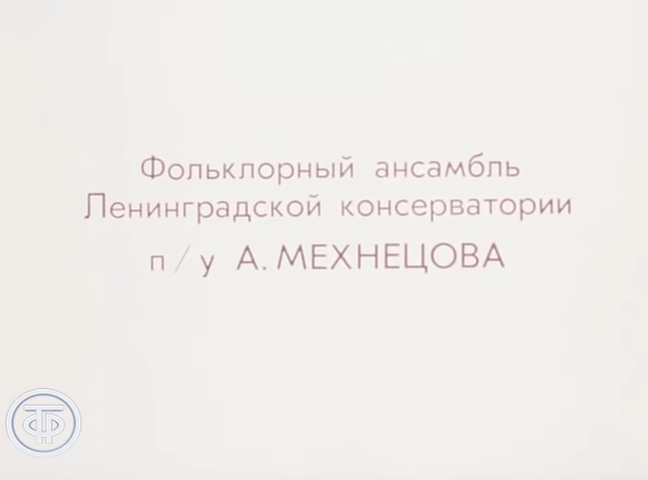 Фольклорный ансамбль
Ленинградской консерватории
п/у А. МЕХНЕЦОВА